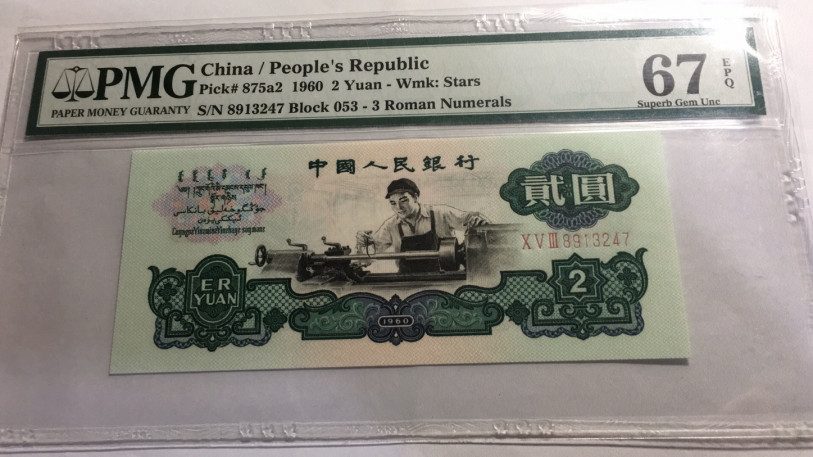 PMG
PAPER MONEY GUARANTY
China / People's Republic
Pick# 875a2 1960 2 Yuan - Wmk: Stars
S/N 8913247 Block 053 - 3 Roman Numerals
67
EPQ
Superb Gem Unc
中國人民銀行
貳圓
XVIII 8913247
ER
YUAN
2
1960